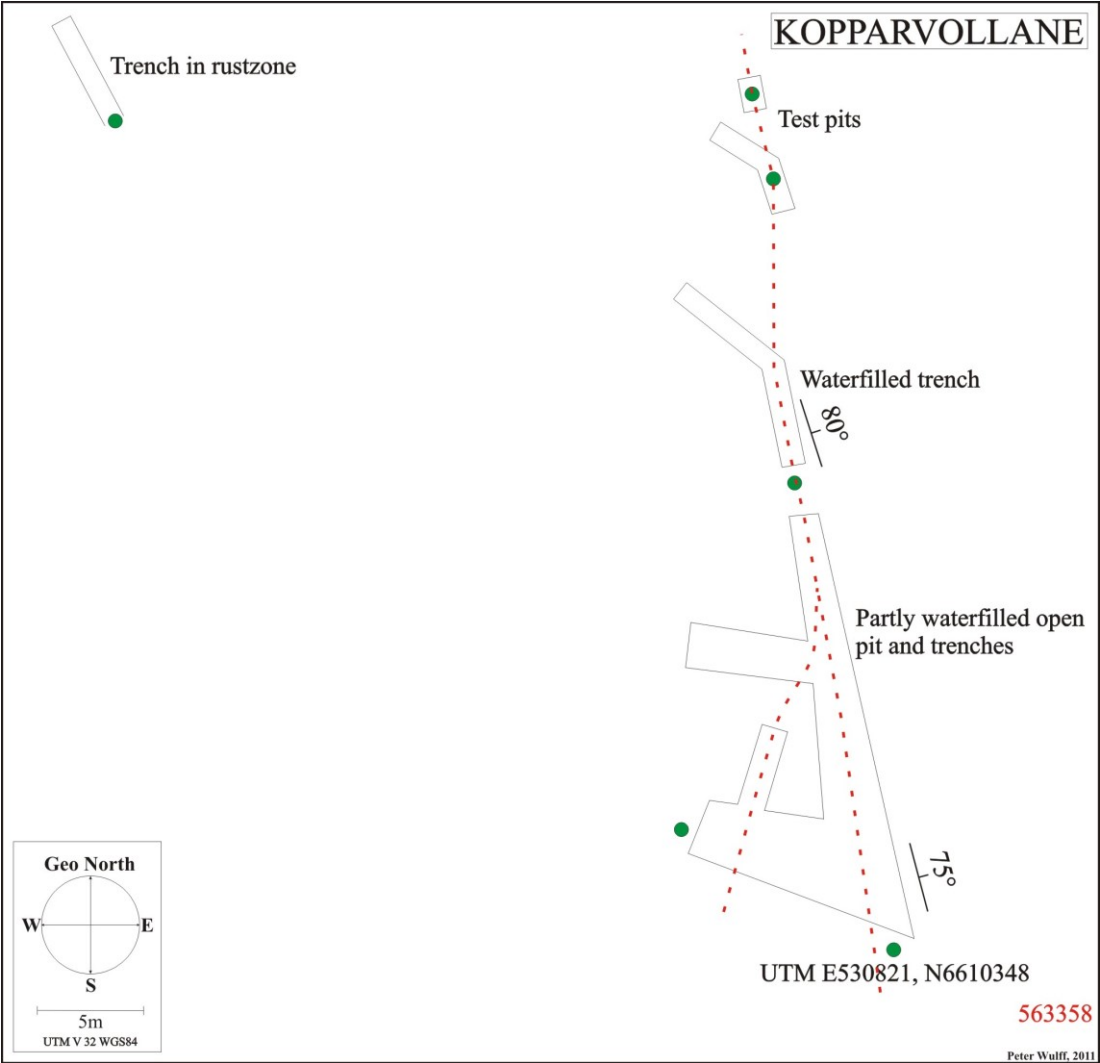 KOPPARVOLLANE
Trench in rustzone
Test pits
Waterfilled trench
80°
Partly waterfilled open
pit and trenches
75°
Geo North
W E
S
5m
UTM V 32 WGS84
UTM E530821, N6610348
563358
Peter Wulff, 2011